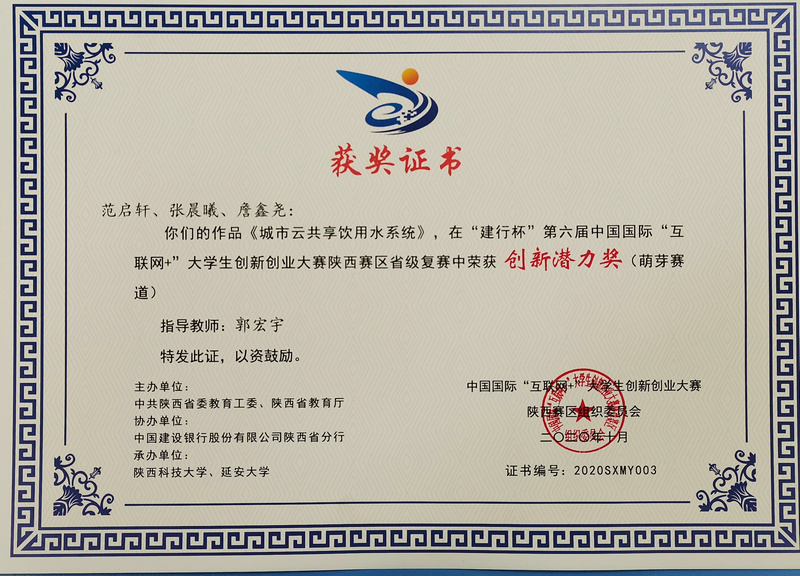 获奖证书
范启轩、张晨曦、詹鑫尧：
你们的作品《城市云共享饮用水系统》，在“建行杯”第六届中国国际“互
联网+”大学生创新创业大赛陕西赛区省级复赛中荣获 创新潜力奖（萌芽赛
道）
指导教师：郭宏宇
特发此证，以资鼓励。
主办单位：
中共陕西省委教育工委、陕西省教育厅
协办单位：
中国建设银行股份有限公司陕西省分行
承办单位：
陕西科技大学、延安大学
中国国际“互联网+”大学生创新创业大赛
陕西赛区组织委员会
二〇二〇年十月
组织委员会
证书编号：2020SXMY003